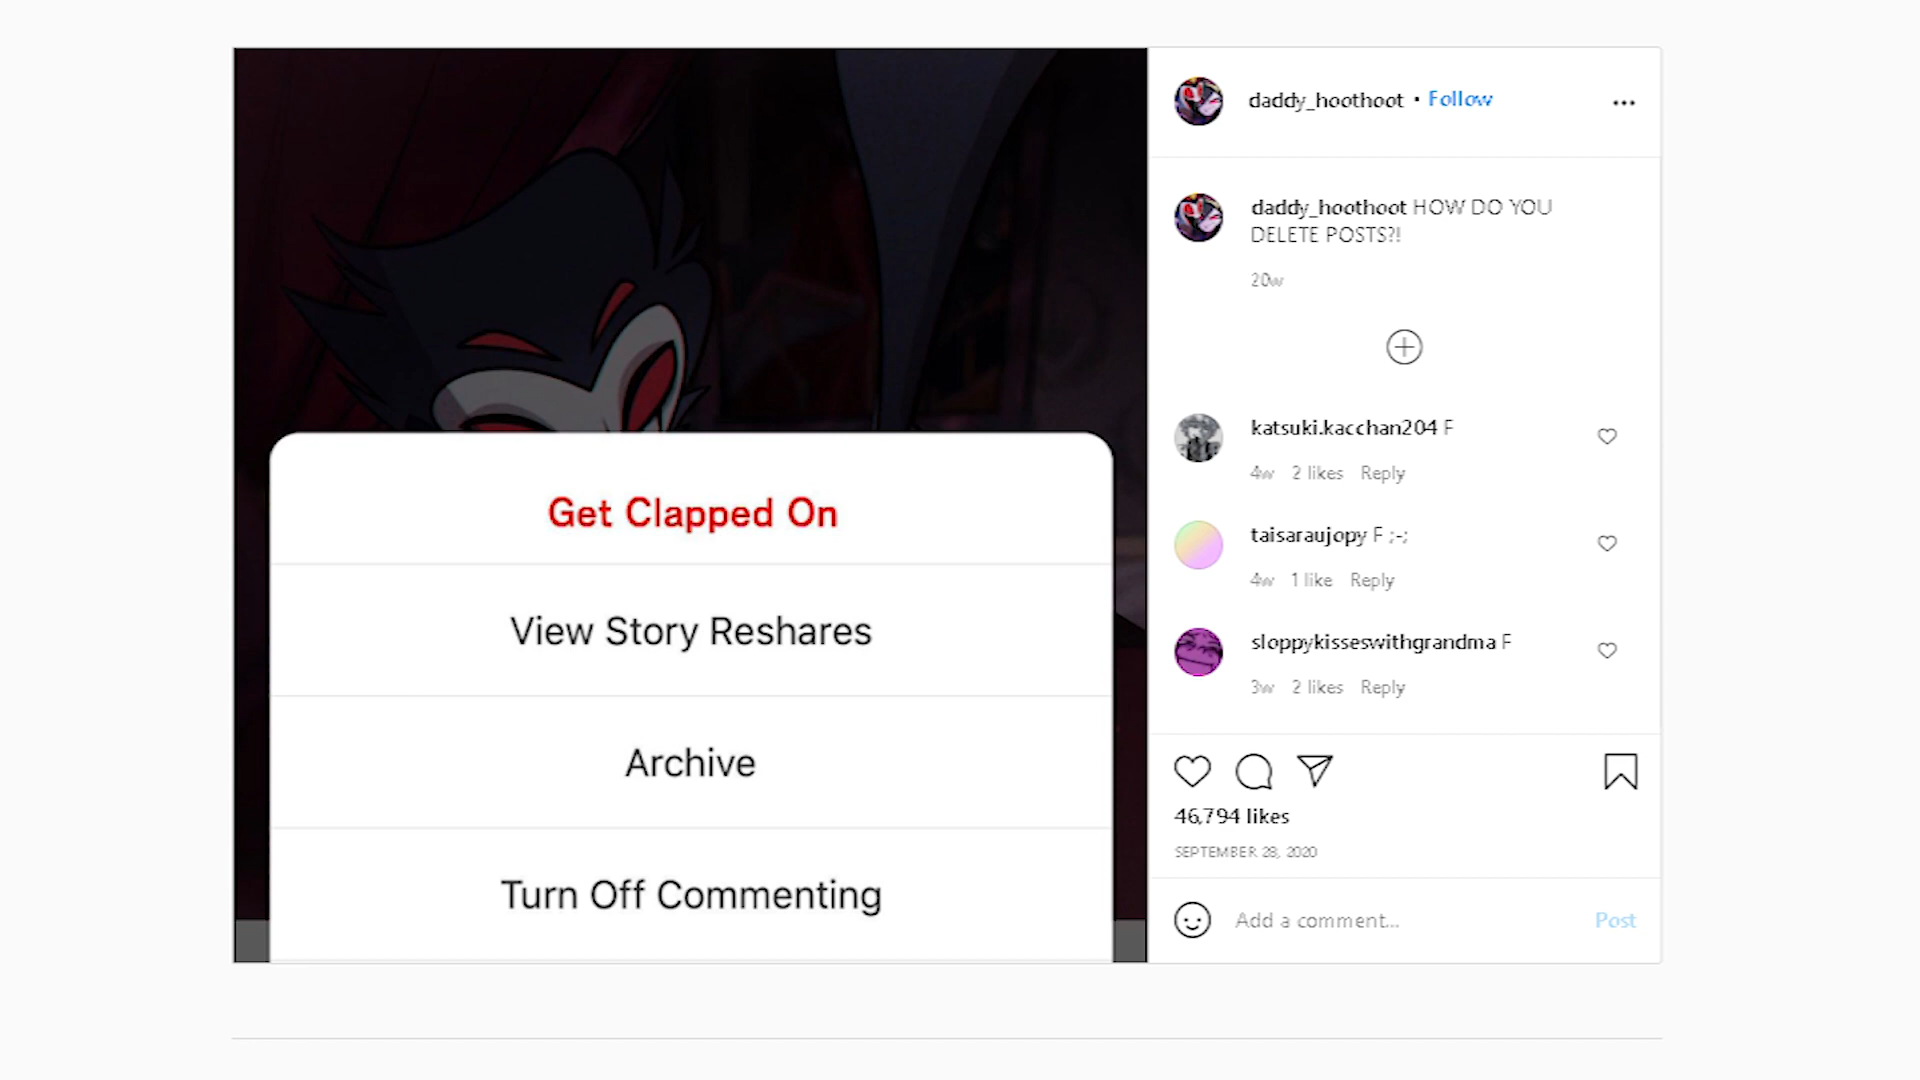 Get Clapped On
View Story Reshares
Archive
Turn Off Commenting
daddy_hoothoot • Follow
daddy_hoothoot HOW DO YOU
DELETE POSTS?!
20w
katsuki.kacchan204 F
4w 2 likes Reply
taisaraujopy F ;-;
4w 1 like Reply
sloppykisseswithgrandma F
3w 2 likes Reply
46,794 likes
SEPTEMBER 28, 2020
Add a comment...
Post